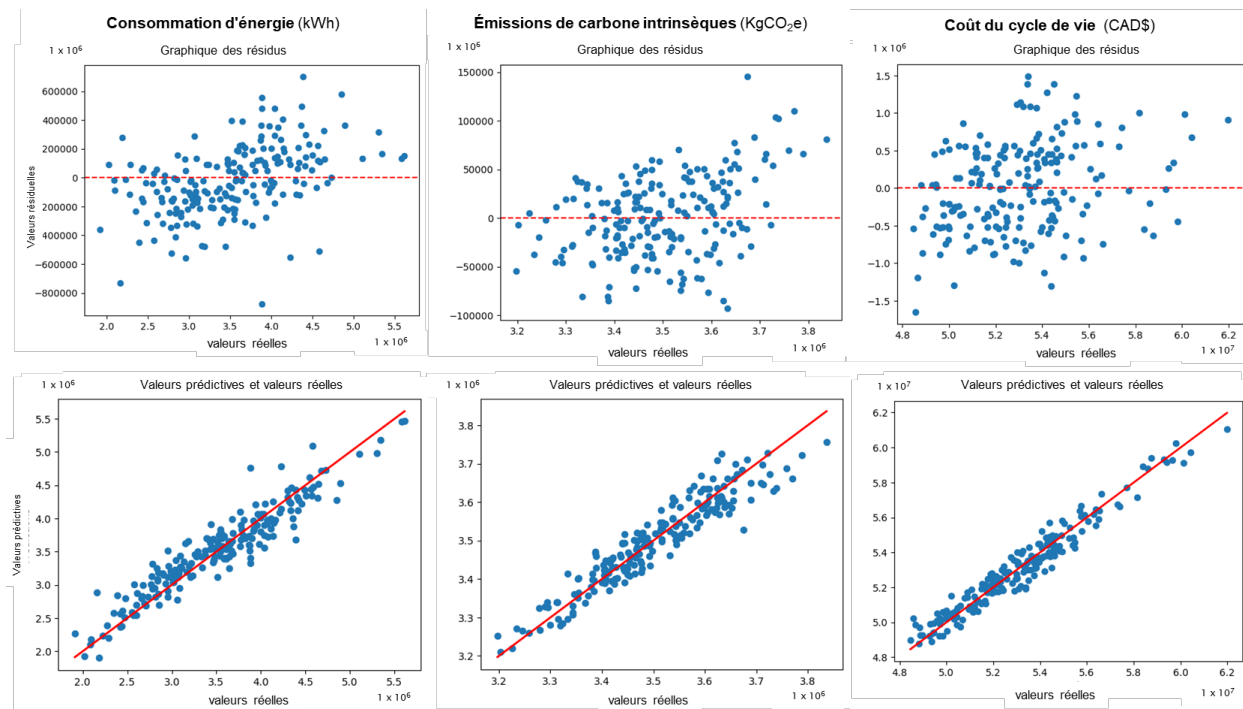 Consommation d'énergie (kWh)
Émissions de carbone intrinsèques (KgCO₂e)
Coût du cycle de vie (CAD$)
1 x 10⁶
Graphique des résidus
600000
400000
200000
0
200000
400000
600000
800000
Valeurs résiduelles
2.0 2.5 3.0 3.5 4.0 4.5 5.0 5.5
valeurs réelles
1 x 10⁶
1 x 10⁶
Graphique des résidus
150000
100000
50000
0
-50000
-100000
3.2 3.3 3.4 3.5 3.6 3.7 3.8
valeurs réelles
1 x 10⁶
1 x 10⁶
Graphique des résidus
1.5
1.0
0.5
0.0
-0.5
-1.0
-1.5
4.8 5.0 5.2 5.4 5.6 5.8 6.0 6.2
valeurs réelles
1 x 10⁷
1 x 10⁶
Valeurs prédictives et valeurs réelles
5.5
5.0
4.5
4.0
3.5
3.0
2.5
2.0
Valeurs prédictives
2.0 2.5 3.0 3.5 4.0 4.5 5.0 5.5
valeurs réelles
1 x 10⁶
1 x 10⁶
Valeurs prédictives et valeurs réelles
3.8
3.7
3.6
3.5
3.4
3.3
3.2
3.2 3.3 3.4 3.5 3.6 3.7 3.8
valeurs réelles
1 x 10⁶
1 x 10⁷
Valeurs prédictives et valeurs réelles
6.2
6.0
5.8
5.6
5.4
5.2
5.0
4.8
4.8 5.0 5.2 5.4 5.6 5.8 6.0 6.2
valeurs réelles
1 x 10⁷